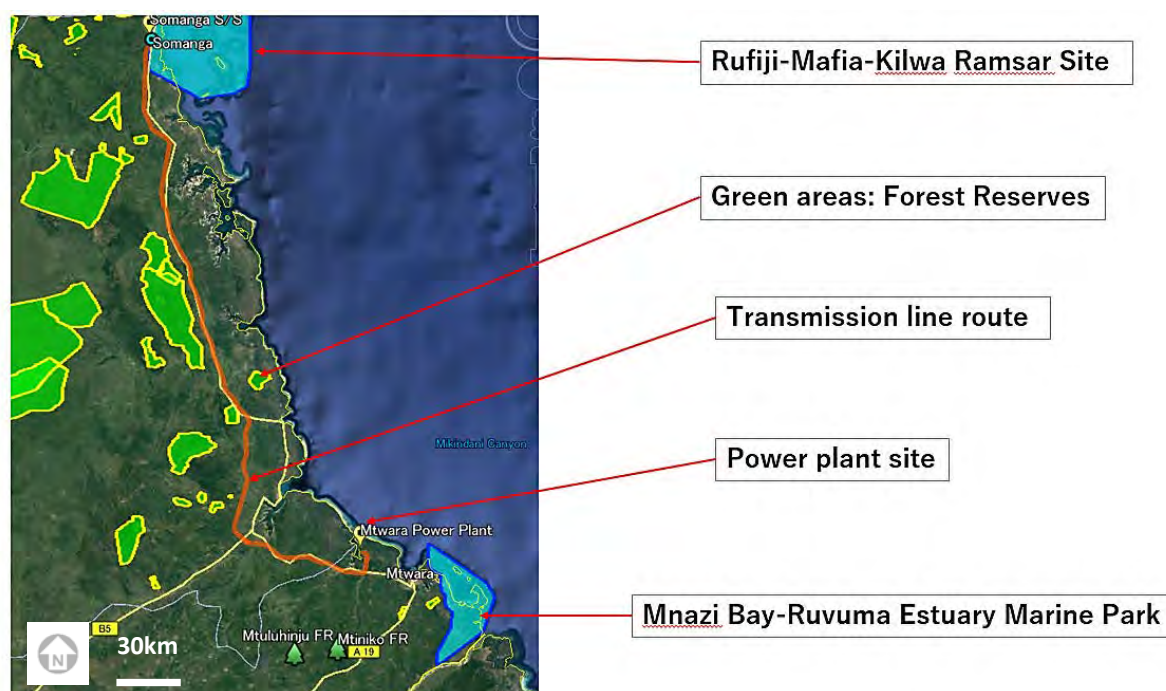 Somanga S/S
Somanga
Rufiji-Mafia-Kilwa Ramsar Site
Green areas: Forest Reserves
Transmission line route
Mikindani Canyon
Power plant site
Mtwara Power Plant
Mtwara
Mnazi Bay-Ruvuma Estuary Marine Park
B5
Mtuluhinju FR
Mtiniko FR
A 19
N
30km